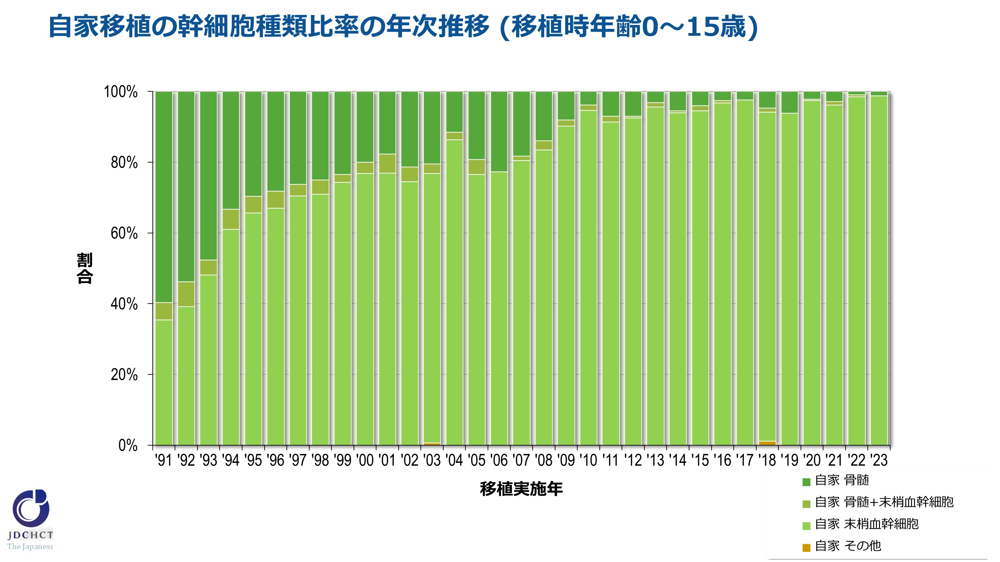 自家移植の幹細胞種類比率の年次推移 (移植時年齢0～15歳)
100%
80%
60%
40%
20%
0%
割合
'91 '92 '93 '94 '95 '96 '97 '98 '99 '00 '01 '02 '03 '04 '05 '06 '07 '08 '09 '10 '11 '12 '13 '14 '15 '16 '17 '18 '19 '20 '21 '22 '23
移植実施年
自家 骨髄
自家 骨髄+末梢血幹細胞
自家 末梢血幹細胞
自家 その他
JDCHCT
The Japanese